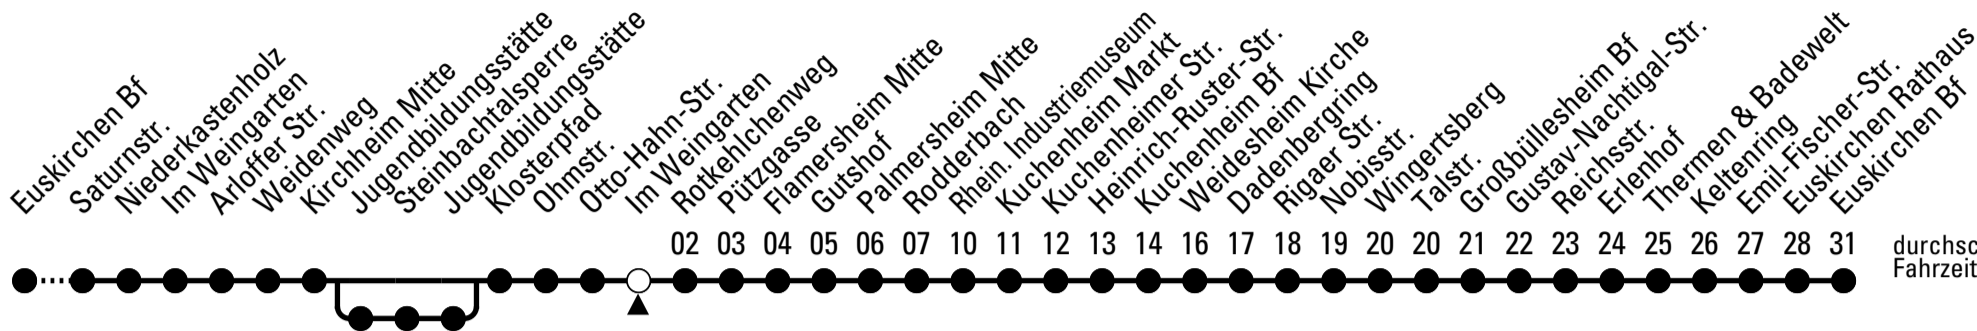 Euskirchen Bf
Saturnstr.
Niederkastenholz
Im Weingarten
Arloffer Str.
Weidenweg
Kirchheim Mitte
Jugendbildungsstätte
Steinbachtalsperre
Jugendbildungsstätte
Klosterpfad
Ohmstr.
Otto-Hahn-Str.
Im Weingarten
Rotkehlchenweg
Pützgasse
Flamersheim Mitte
Gutshof
Palmersheim Mitte
Rodderbach
Rhein. Industriemuseum
Kuchenheim Markt
Kuchenheimer Str.
Heinrich-Ruster-Str.
Kuchenheim Bf
Weidesheim Kirche
Dadenbergring
Rigaer Str.
Nobisstr.
Wingertsberg
Talstr.
Großbüllesheim Bf
Gustav-Nachtigal-Str.
Reichsstr.
Erlenhof
Thermen & Badewelt
Keltenring
Emil-Fischer-Str.
Euskirchen Rathaus
Euskirchen Bf
02 03 04 05 06 07 10 11 12 13 14 16 17 18 19 20 20 21 22 23 24 25 26 27 28 31
durchsc
Fahrzeit